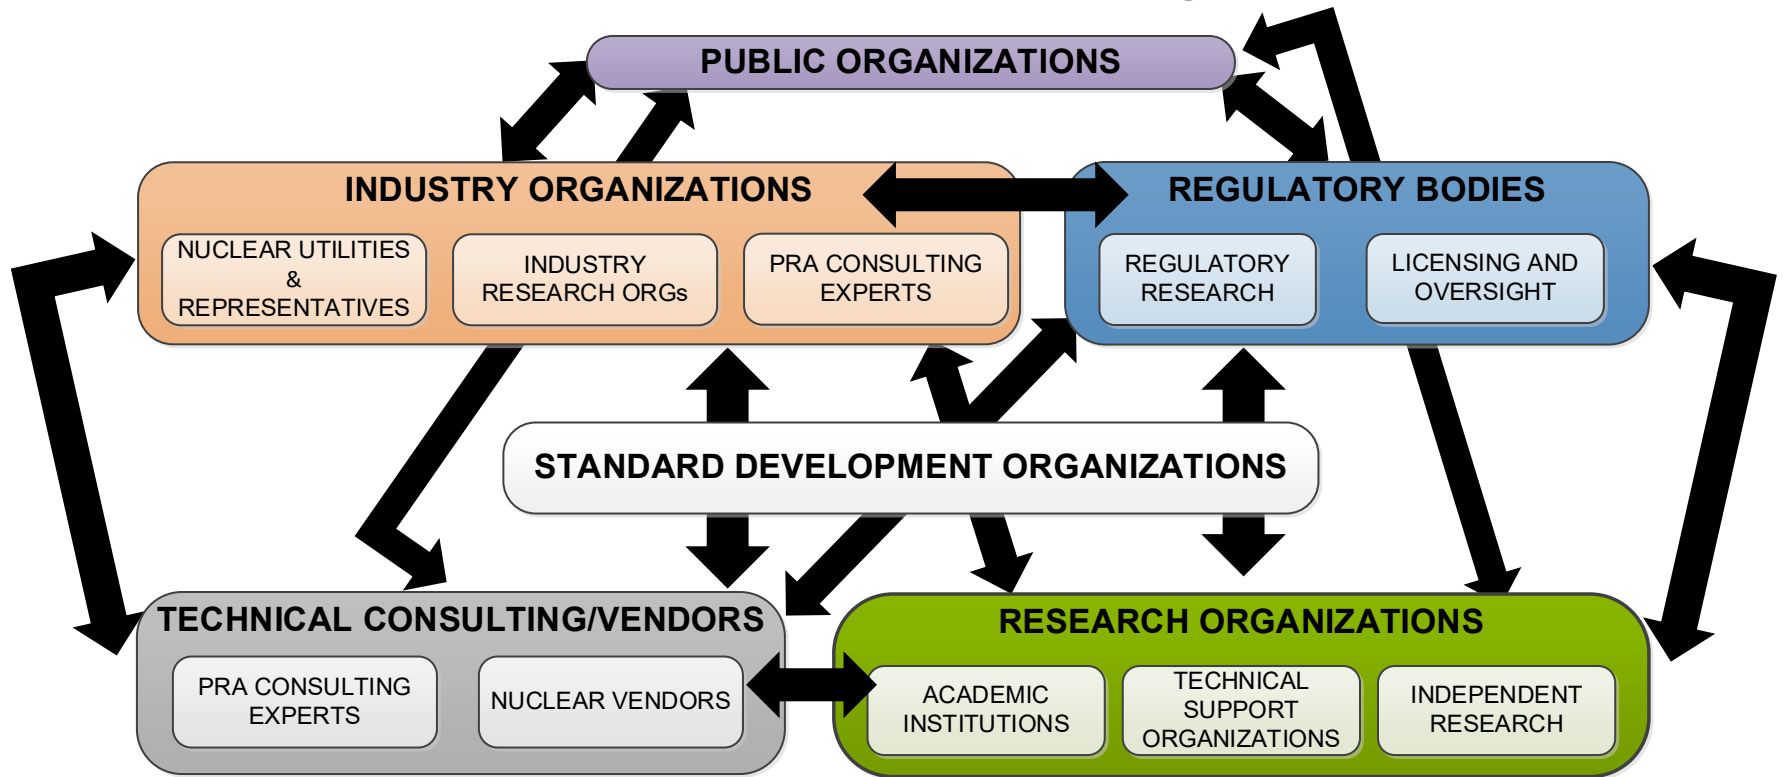 PUBLIC ORGANIZATIONS
INDUSTRY ORGANIZATIONS
NUCLEAR UTILITIES
&
REPRESENTATIVES
INDUSTRY
RESEARCH ORGs
PRA CONSULTING
EXPERTS
REGULATORY BODIES
REGULATORY
RESEARCH
LICENSING AND
OVERSIGHT
STANDARD DEVELOPMENT ORGANIZATIONS
TECHNICAL CONSULTING/VENDORS
PRA CONSULTING
EXPERTS
NUCLEAR VENDORS
RESEARCH ORGANIZATIONS
ACADEMIC
INSTITUTIONS
TECHNICAL
SUPPORT
ORGANIZATIONS
INDEPENDENT
RESEARCH